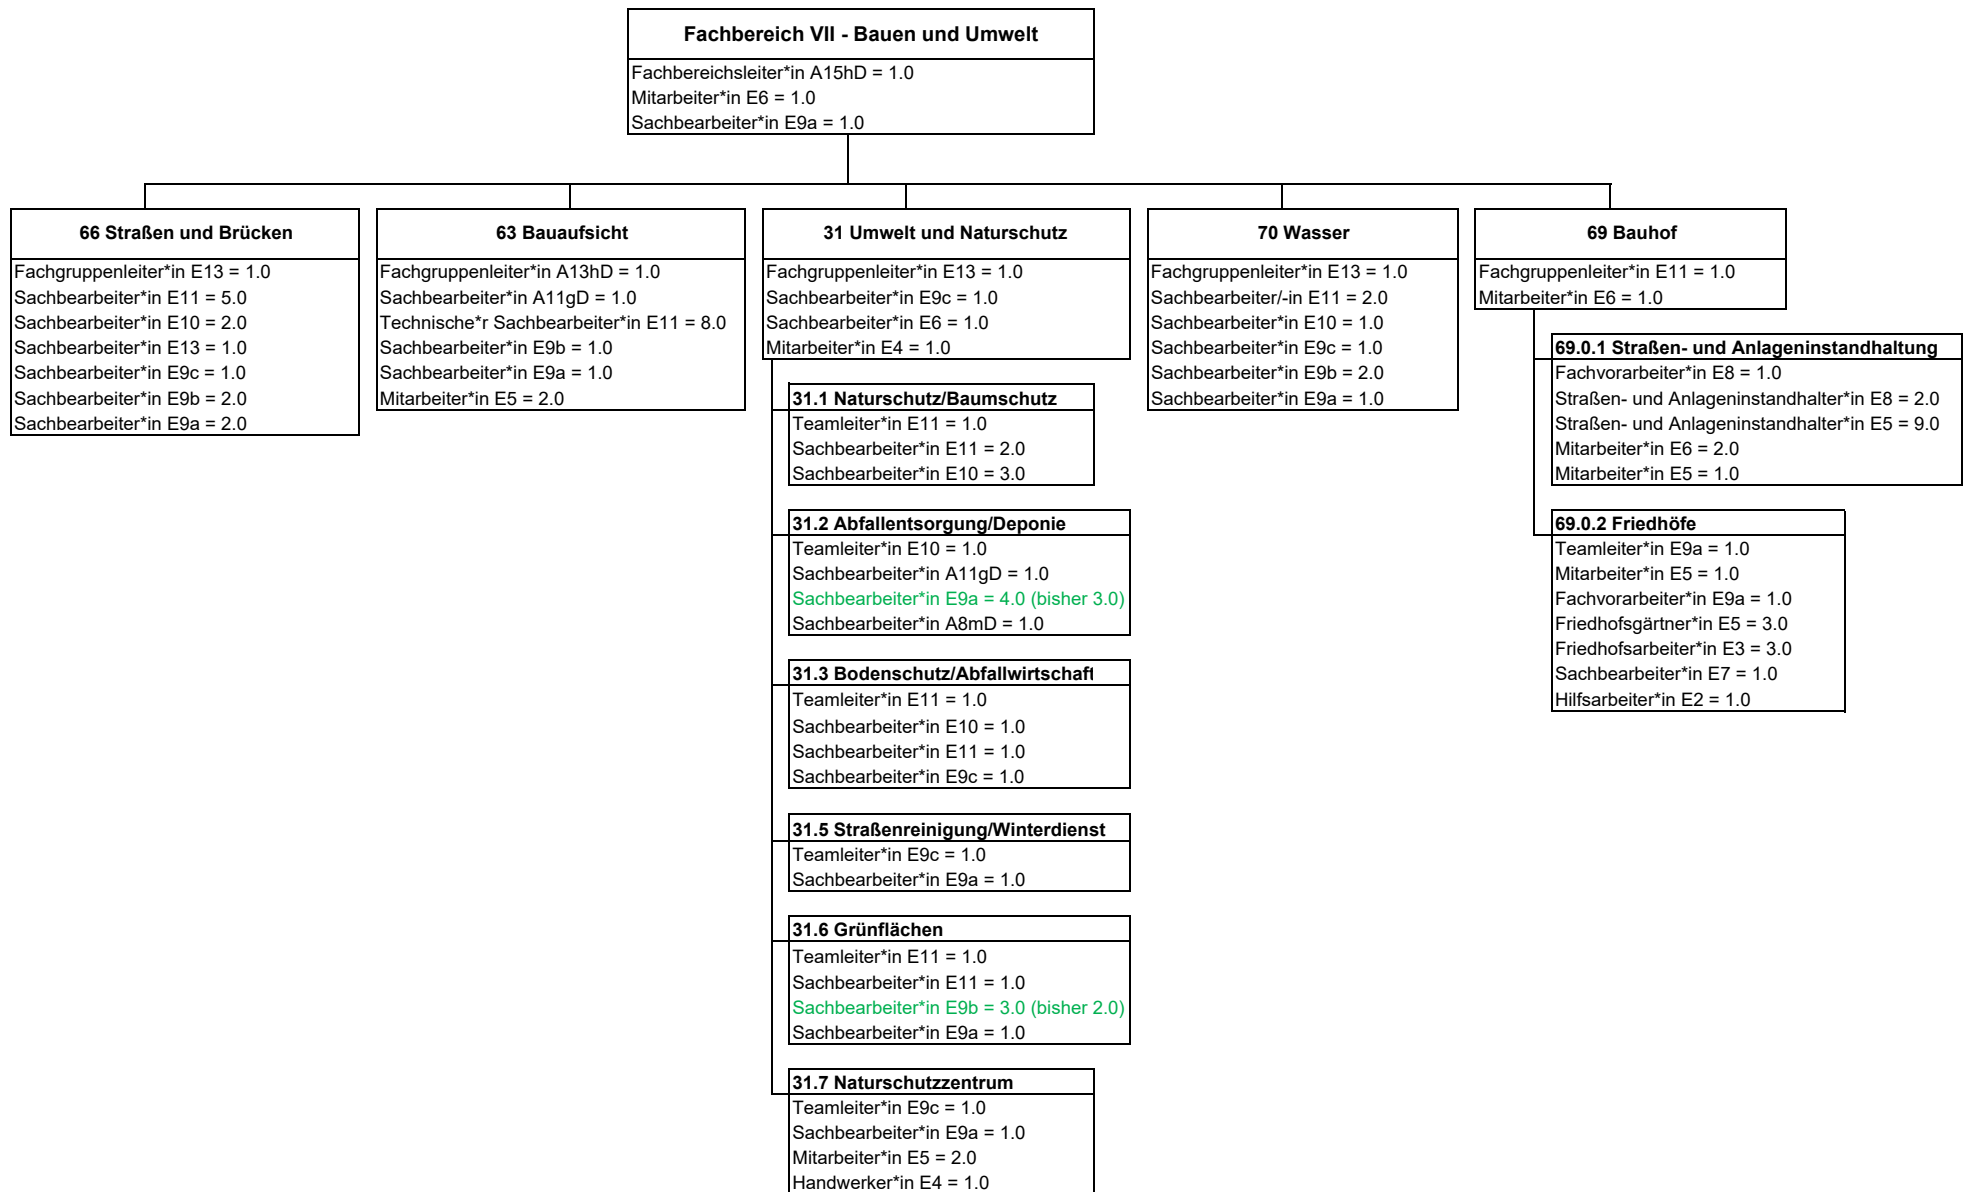 Fachbereich VII - Bauen und Umwelt
Fachbereichsleiter*in A15hD = 1.0
Mitarbeiter*in E6 = 1.0
Sachbearbeiter*in E9a = 1.0
66 Straßen und Brücken
Fachgruppenleiter*in E13 = 1.0
Sachbearbeiter*in E11 = 5.0
Sachbearbeiter*in E10 = 2.0
Sachbearbeiter*in E13 = 1.0
Sachbearbeiter*in E9c = 1.0
Sachbearbeiter*in E9b = 2.0
Sachbearbeiter*in E9a = 2.0
63 Bauaufsicht
Fachgruppenleiter*in A13hD = 1.0
Sachbearbeiter*in A11gD = 1.0
Technische*r Sachbearbeiter*in E11 = 8.0
Sachbearbeiter*in E9b = 1.0
Sachbearbeiter*in E9a = 1.0
Mitarbeiter*in E5 = 2.0
31 Umwelt und Naturschutz
Fachgruppenleiter*in E13 = 1.0
Sachbearbeiter*in E9c = 1.0
Sachbearbeiter*in E6 = 1.0
Mitarbeiter*in E4 = 1.0
31.1 Naturschutz/Baumschutz
Teamleiter*in E11 = 1.0
Sachbearbeiter*in E11 = 2.0
Sachbearbeiter*in E10 = 3.0
31.2 Abfallentsorgung/Deponie
Teamleiter*in E10 = 1.0
Sachbearbeiter*in A11gD = 1.0
Sachbearbeiter*in E9a = 4.0 (bisher 3.0)
Sachbearbeiter*in A8mD = 1.0
31.3 Bodenschutz/Abfallwirtschaft
Teamleiter*in E11 = 1.0
Sachbearbeiter*in E10 = 1.0
Sachbearbeiter*in E11 = 1.0
Sachbearbeiter*in E9c = 1.0
31.5 Straßenreinigung/Winterdienst
Teamleiter*in E9c = 1.0
Sachbearbeiter*in E9a = 1.0
31.6 Grünflächen
Teamleiter*in E11 = 1.0
Sachbearbeiter*in E11 = 1.0
Sachbearbeiter*in E9b = 3.0 (bisher 2.0)
Sachbearbeiter*in E9a = 1.0
31.7 Naturschutzzentrum
Teamleiter*in E9c = 1.0
Sachbearbeiter*in E9a = 1.0
Mitarbeiter*in E5 = 2.0
Handwerker*in E4 = 1.0
70 Wasser
Fachgruppenleiter*in E13 = 1.0
Sachbearbeiter/-in E11 = 2.0
Sachbearbeiter*in E10 = 1.0
Sachbearbeiter*in E9c = 1.0
Sachbearbeiter*in E9b = 2.0
Sachbearbeiter*in E9a = 1.0
69 Bauhof
Fachgruppenleiter*in E11 = 1.0
Mitarbeiter*in E6 = 1.0
69.0.1 Straßen- und Anlageninstandhaltung
Fachvorarbeiter*in E8 = 1.0
Straßen- und Anlageninstandhalter*in E8 = 2.0
Straßen- und Anlageninstandhalter*in E5 = 9.0
Mitarbeiter*in E6 = 2.0
Mitarbeiter*in E5 = 1.0
69.0.2 Friedhöfe
Teamleiter*in E9a = 1.0
Mitarbeiter*in E5 = 1.0
Fachvorarbeiter*in E9a = 1.0
Friedhofsgärtner*in E5 = 3.0
Friedhofsarbeiter*in E3 = 3.0
Sachbearbeiter*in E7 = 1.0
Hilfsarbeiter*in E2 = 1.0